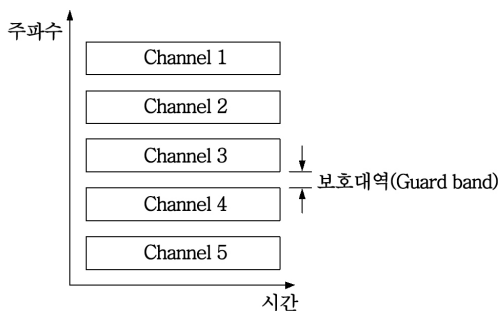 주파수
Channel 1
Channel 2
Channel 3
보호대역(Guard band)
Channel 4
Channel 5
시간